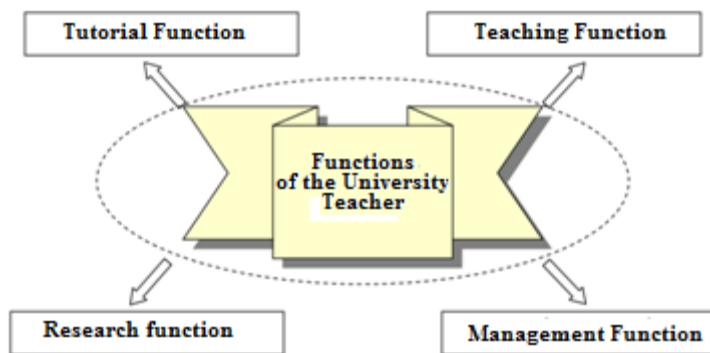 Tutorial Function
Teaching Function
Functions
of the University
Teacher
Research function
Management Function